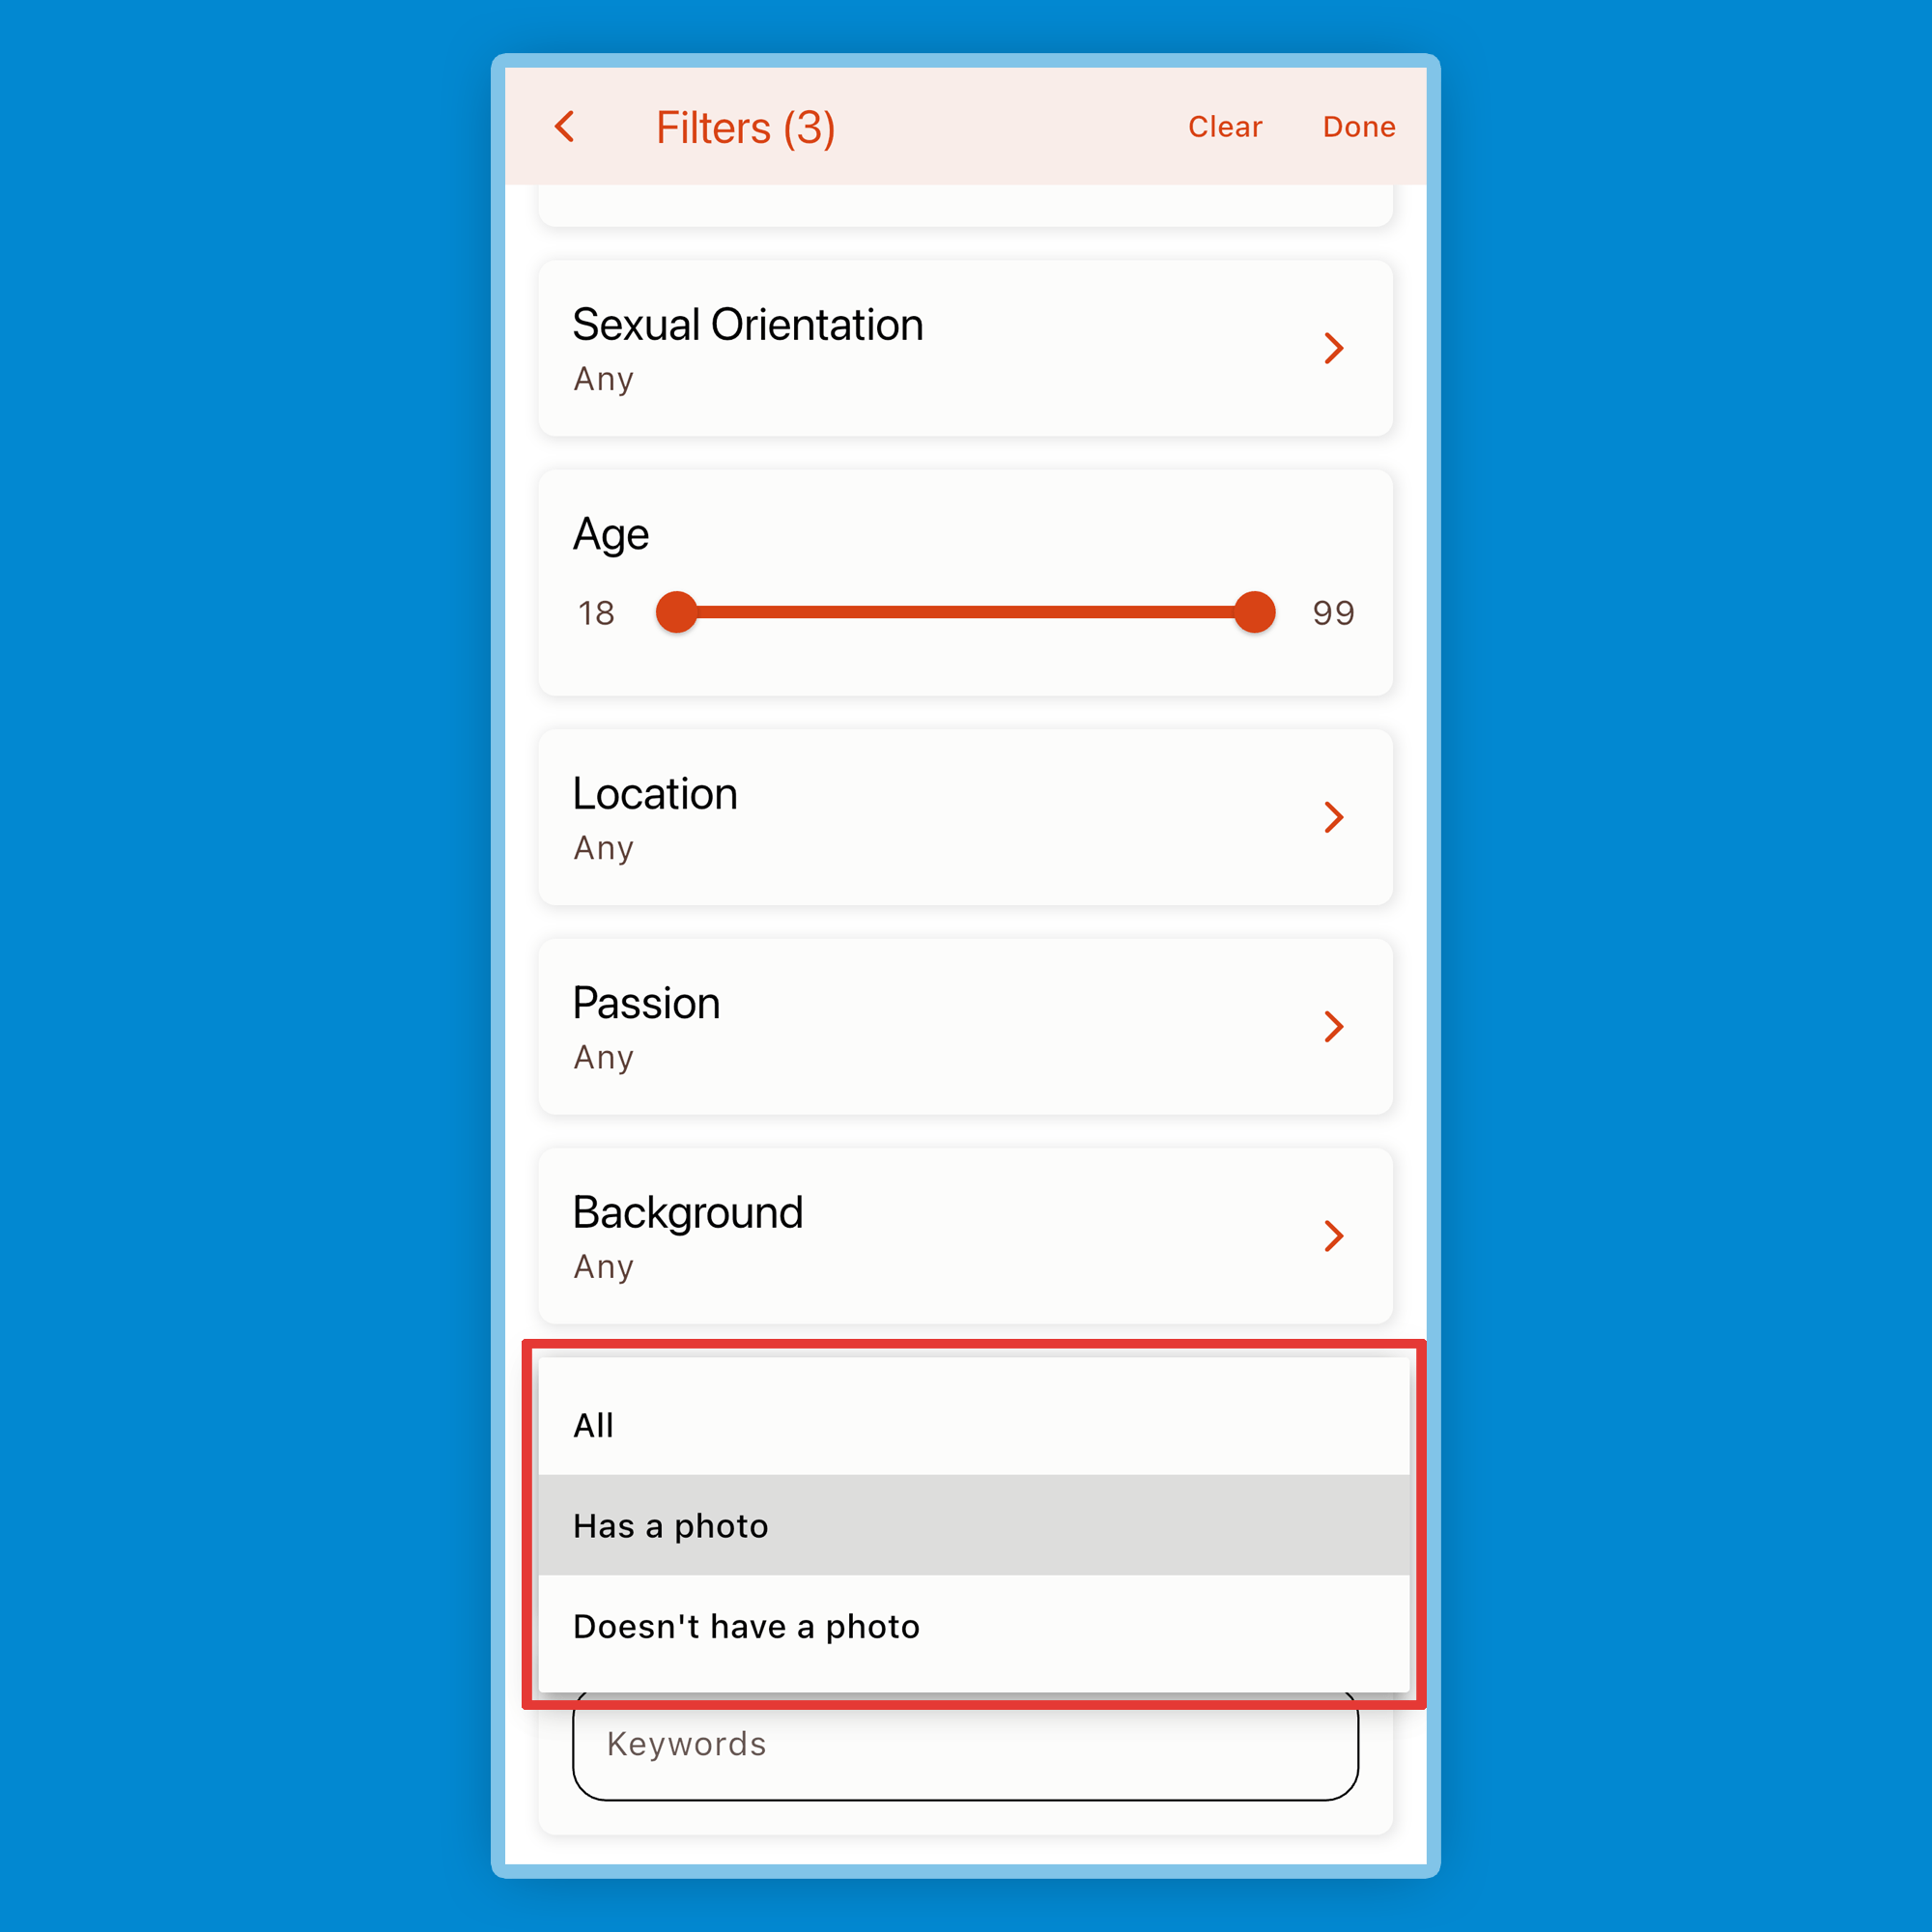 Filters (3) Clear Done
Sexual Orientation
Any
Age
18 99
Location
Any
Passion
Any
Background
Any
All
Has a photo
Doesn't have a photo
Keywords